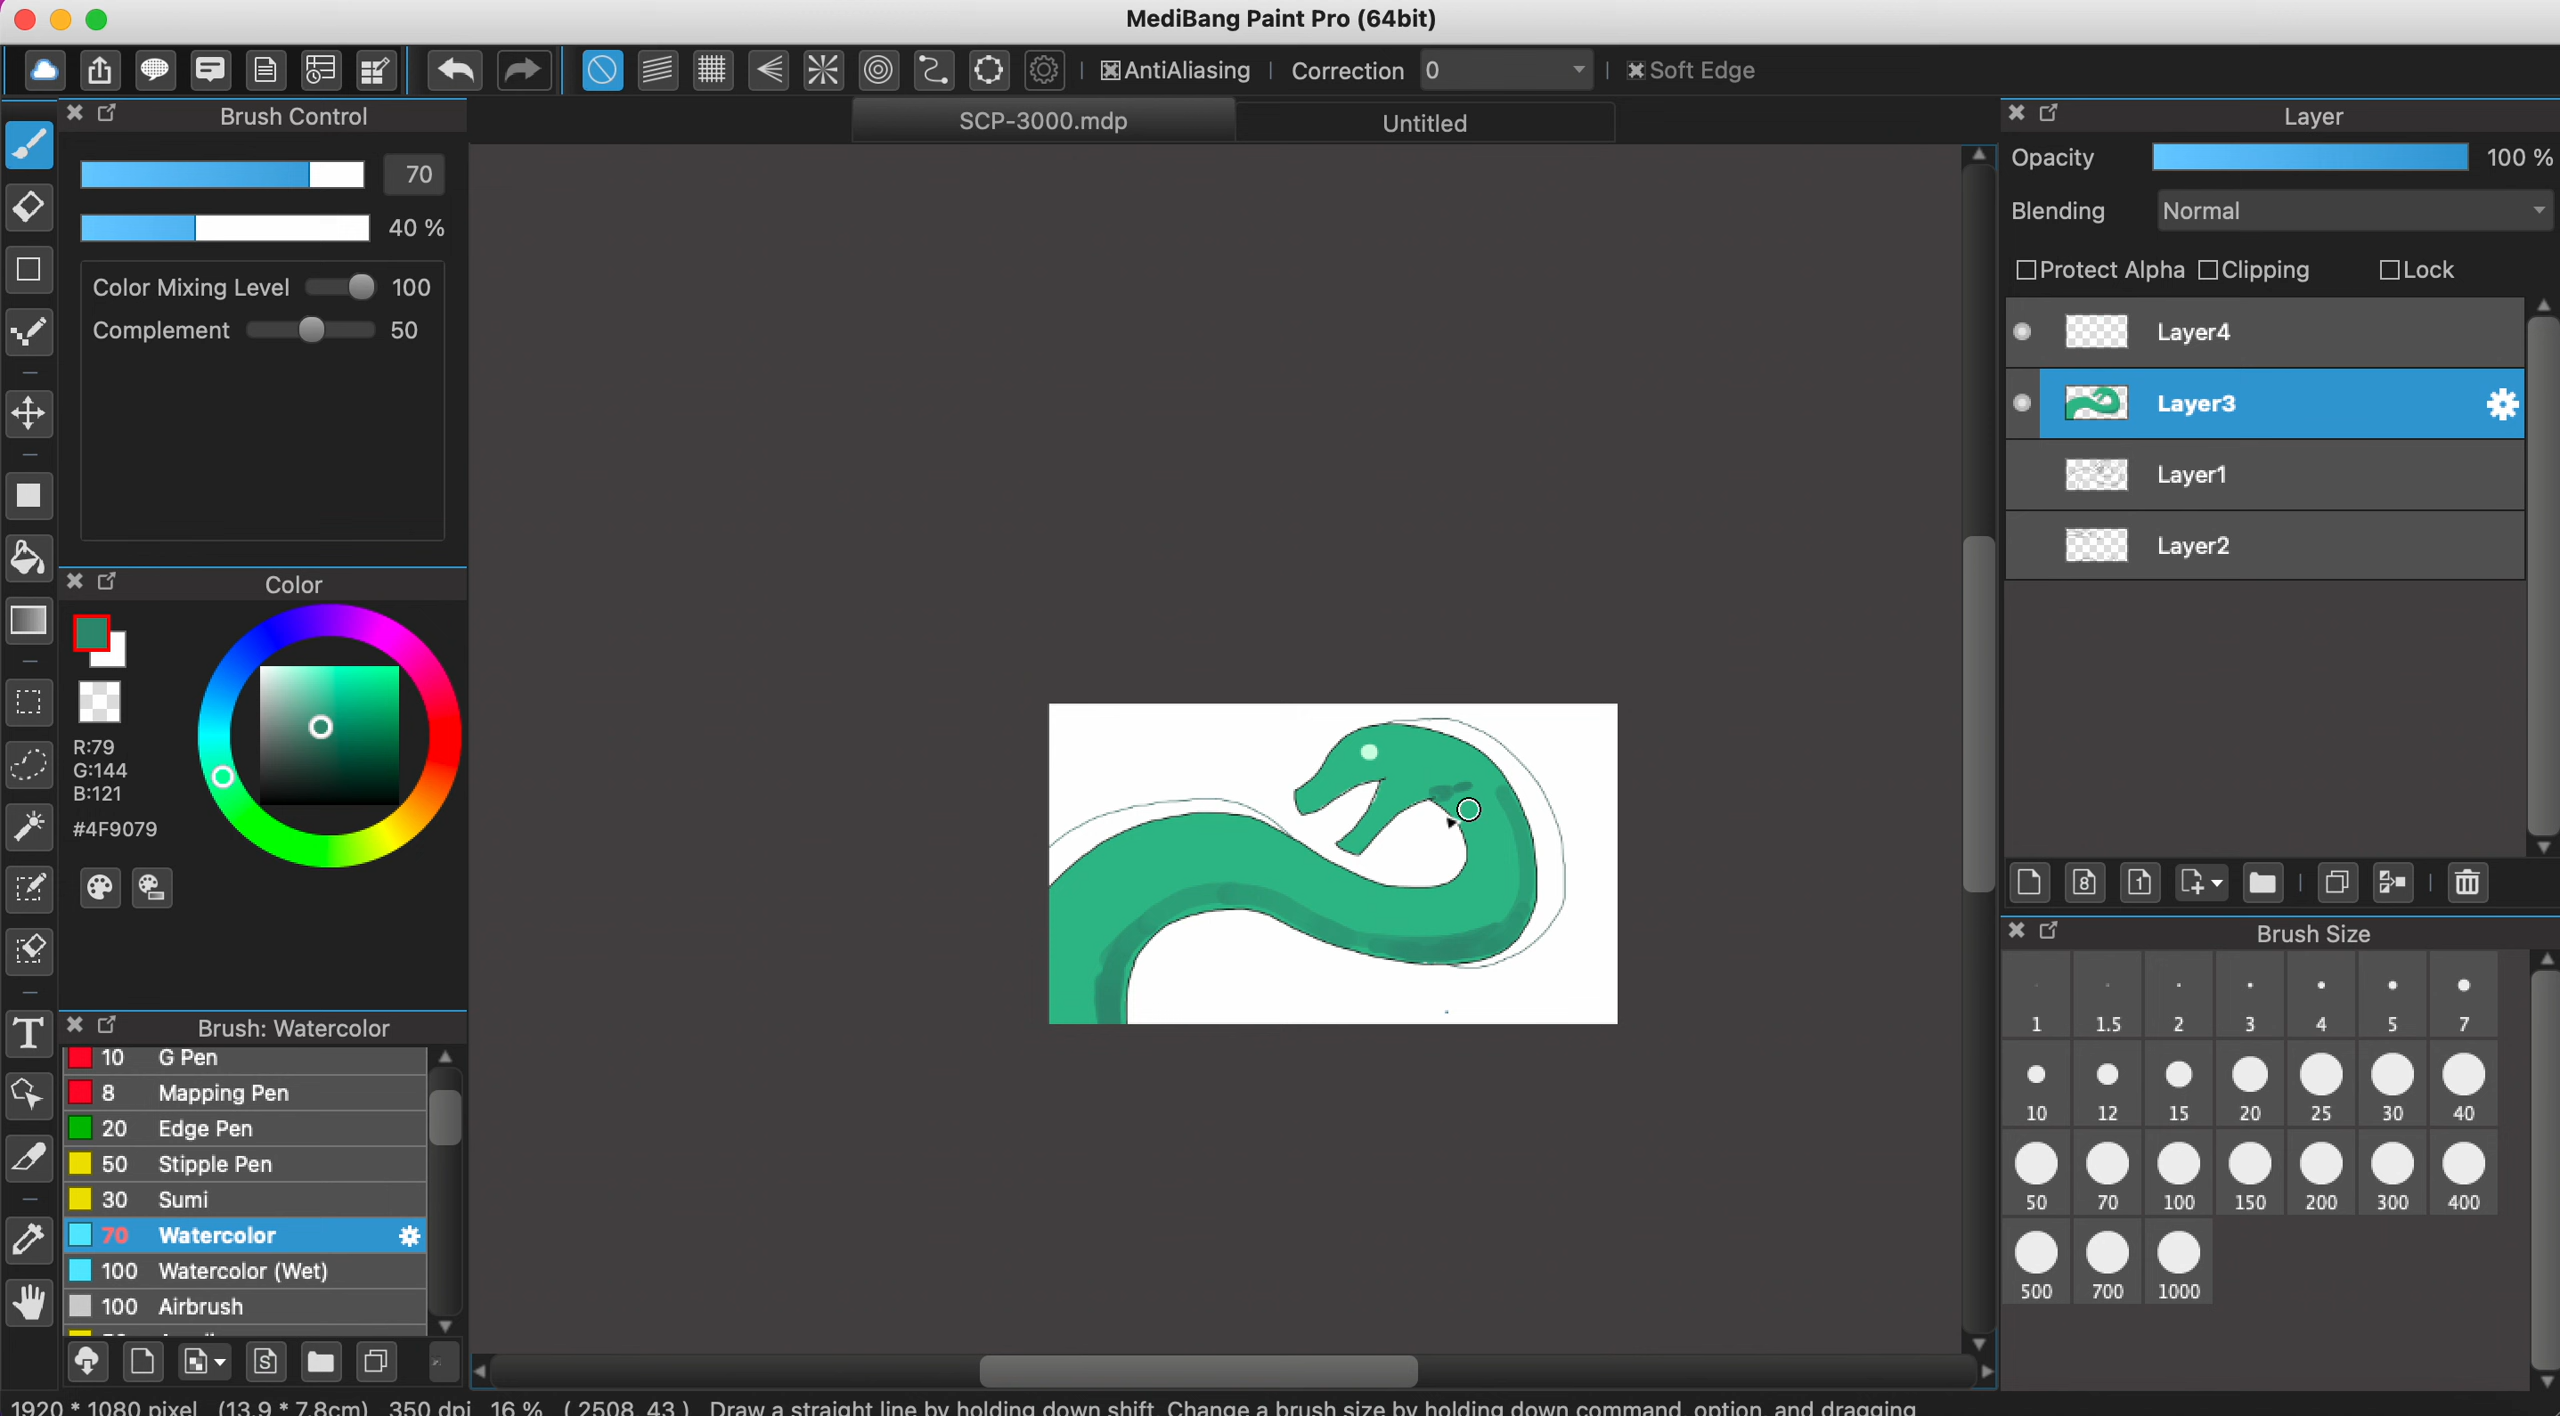 MediBang Paint Pro (64bit)
AntiAliasing Correction 0 Soft Edge
Brush Control
70
40 %
Color Mixing Level 100
Complement 50
Color
R:79
G:144
B:121
#4F9079
Brush: Watercolor
10 G Pen
8 Mapping Pen
20 Edge Pen
50 Stipple Pen
30 Sumi
70 Watercolor
100 Watercolor (Wet)
100 Airbrush
SCP-3000.mdp
Untitled
Layer
Opacity 100 %
Blending Normal
Protect Alpha Clipping Lock
Layer4
Layer3
Layer1
Layer2
8 1
Brush Size
1 1.5 2 3 4 5 7
10 12 15 20 25 30 40
50 70 100 150 200 300 400
500 700 1000
1920 * 1080 pixel (13.9 * 7.8cm) 350 dpi 16 % ( 2508, 43 ) Draw a straight line by holding down shift, Change a brush size by holding down command, option, and dragging